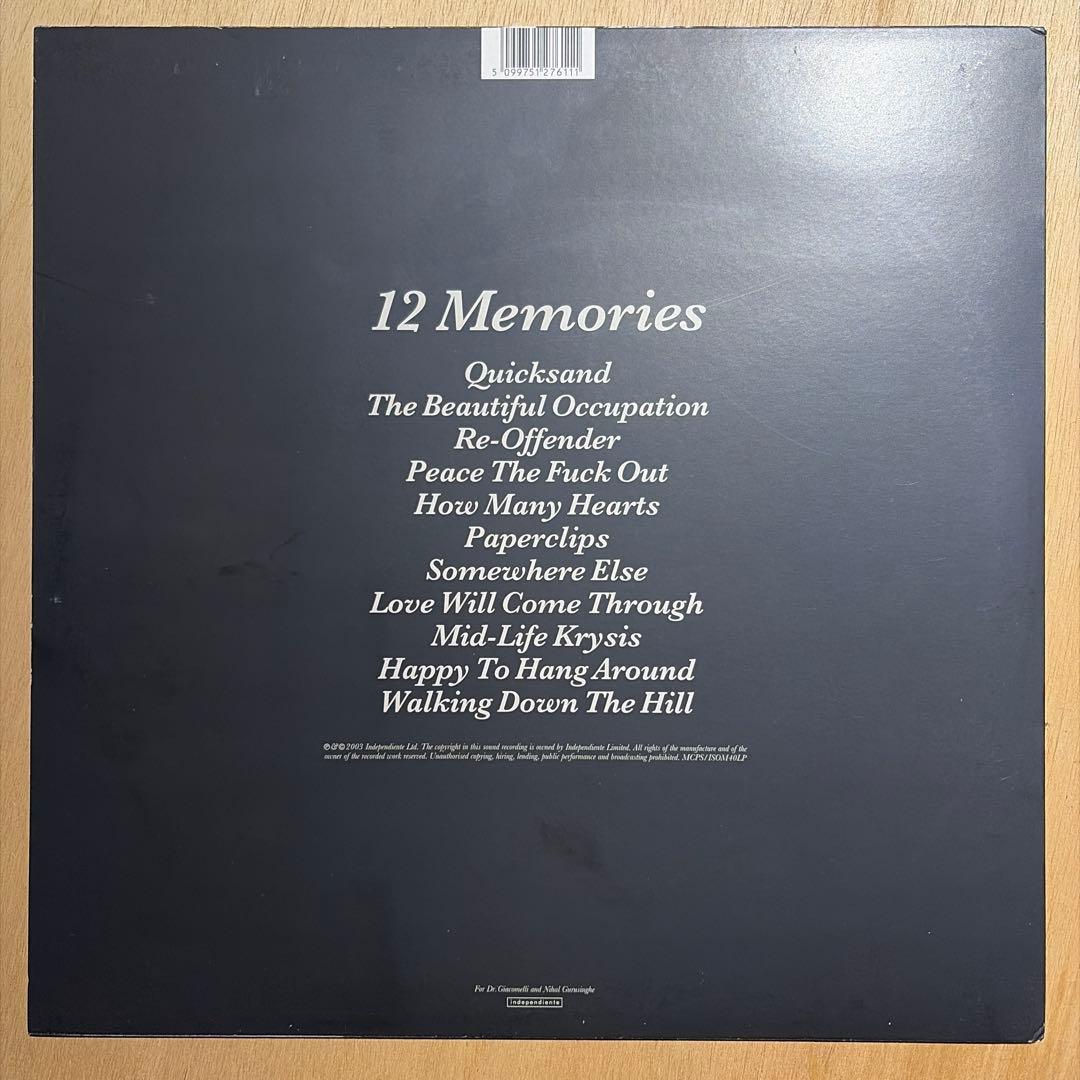 5 099751 276111
12 Memories
Quicksand
The Beautiful Occupation
Re-Offender
Peace The Fuck Out
How Many Hearts
Paperclips
Somewhere Else
Love Will Come Through
Mid-Life Krysis
Happy To Hang Around
Walking Down The Hill
℗&© 2003 Independiente Ltd. The copyright in this sound recording is owned by Independiente Limited. All rights of the manufacture and of the
owner of the recorded work reserved. Unauthorised copying, hiring, lending, public performance and broadcasting prohibited. MCPS/ISOM40LP
For Dr. Giacomelli and Nihal Gurusinghe
independiente